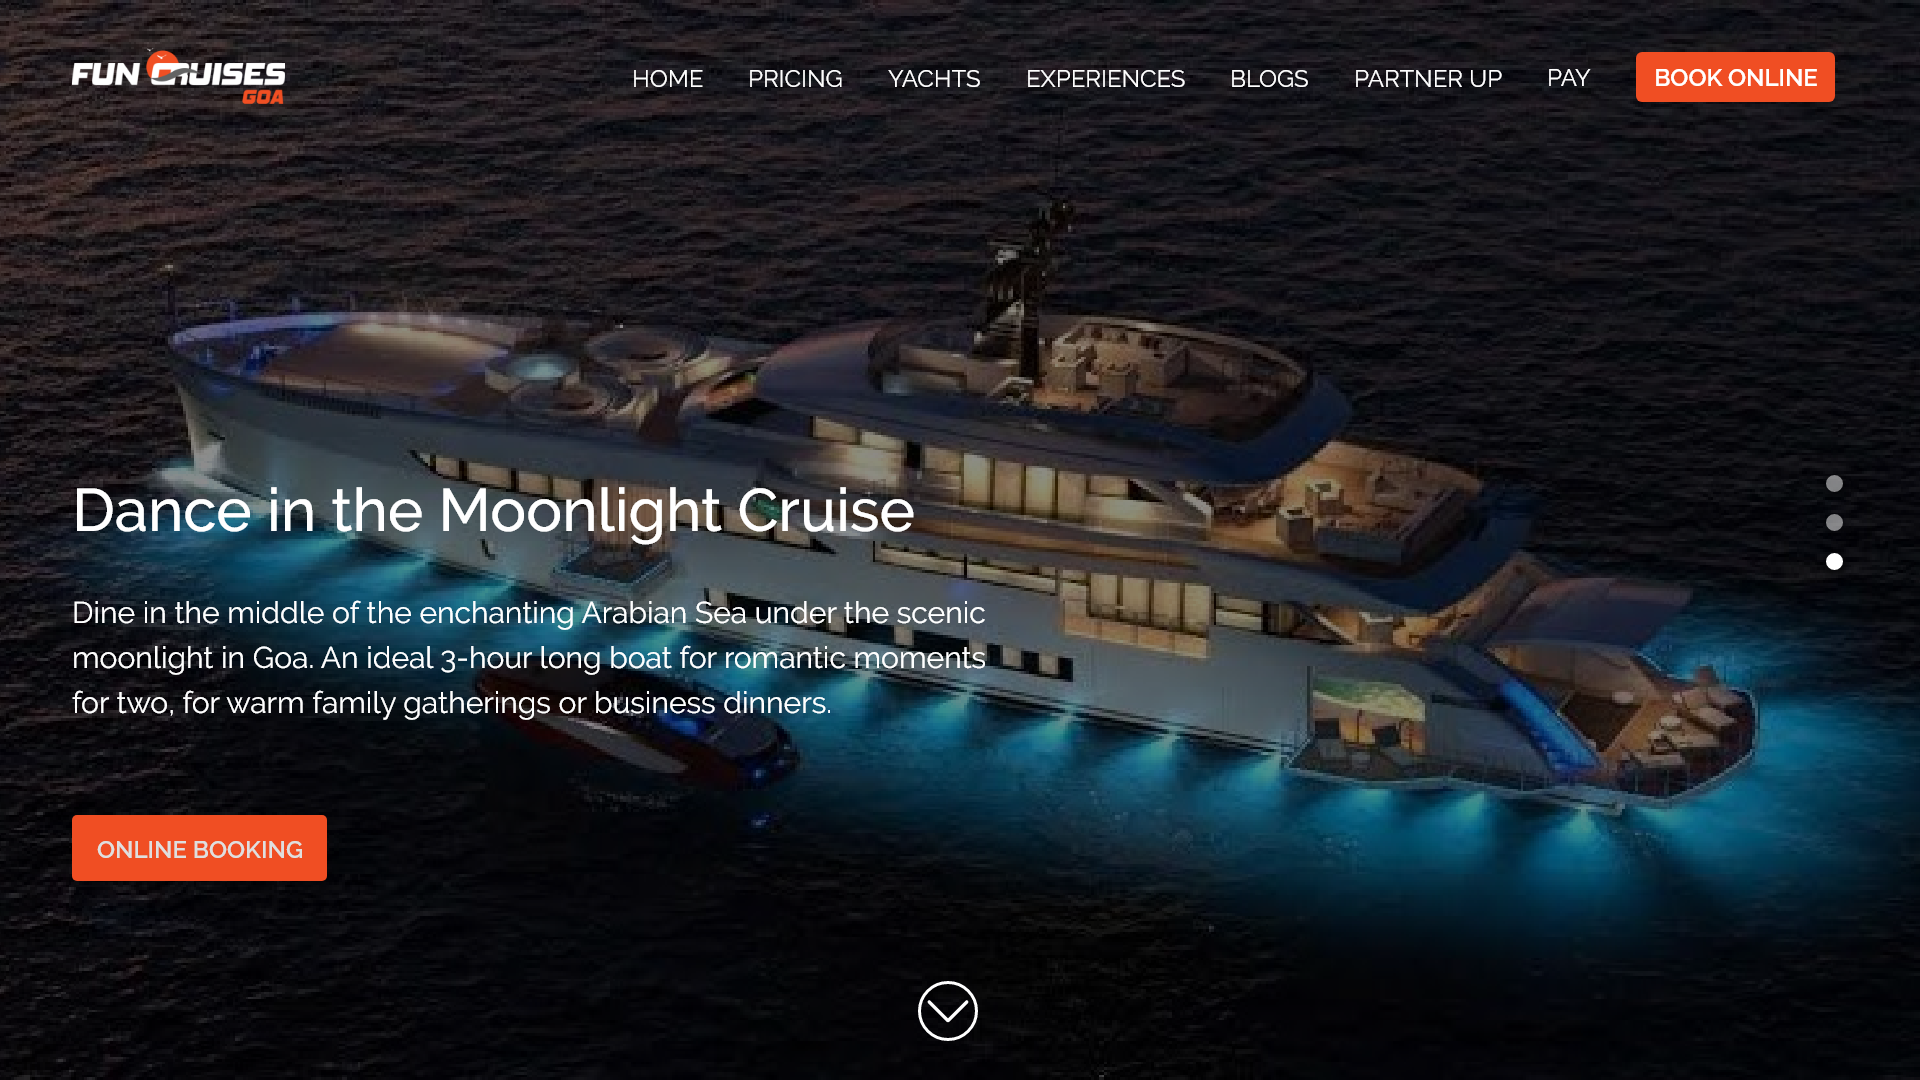 FUN CRUISES
GOA
HOME PRICING YACHTS EXPERIENCES BLOGS PARTNER UP PAY BOOK ONLINE
Dance in the Moonlight Cruise
Dine in the middle of the enchanting Arabian Sea under the scenic
moonlight in Goa. An ideal 3-hour long boat for romantic moments
for two, for warm family gatherings or business dinners.
ONLINE BOOKING